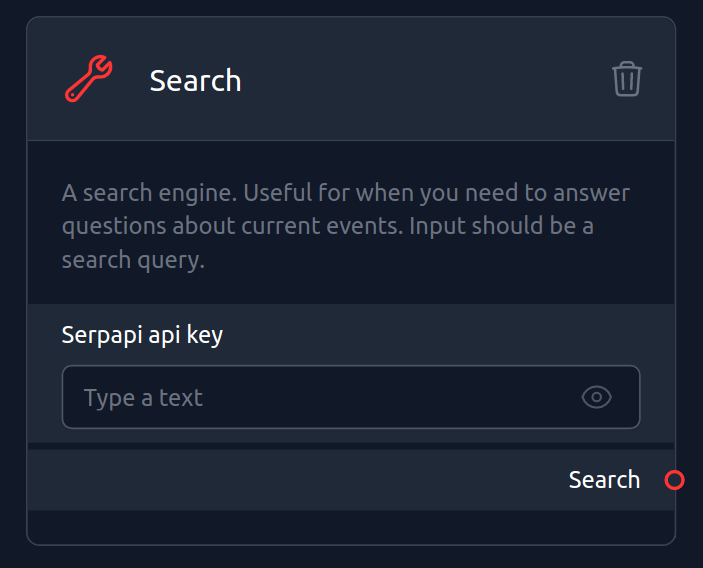 Search
A search engine. Useful for when you need to answer
questions about current events. Input should be a
search query.
Serpapi api key
Type a text
Search